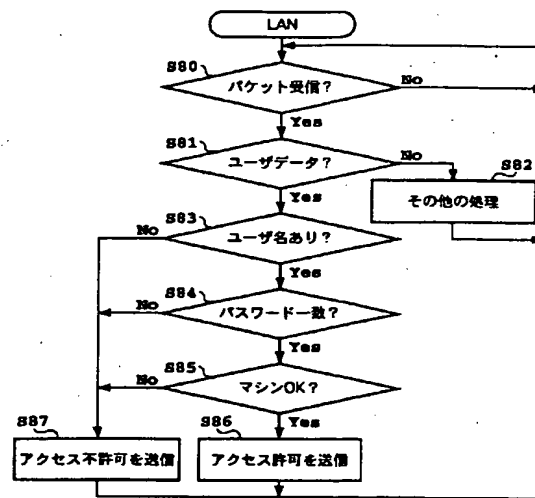 LAN
S80
パケット受信?
No
Yes
S81
ユーザデータ?
No
S82
その他の処理
Yes
S83
ユーザ名あり?
No
Yes
S84
パスワード一致?
No
Yes
S85
マシンOK?
No
Yes
S87
アクセス不許可を送信
S86
アクセス許可を送信